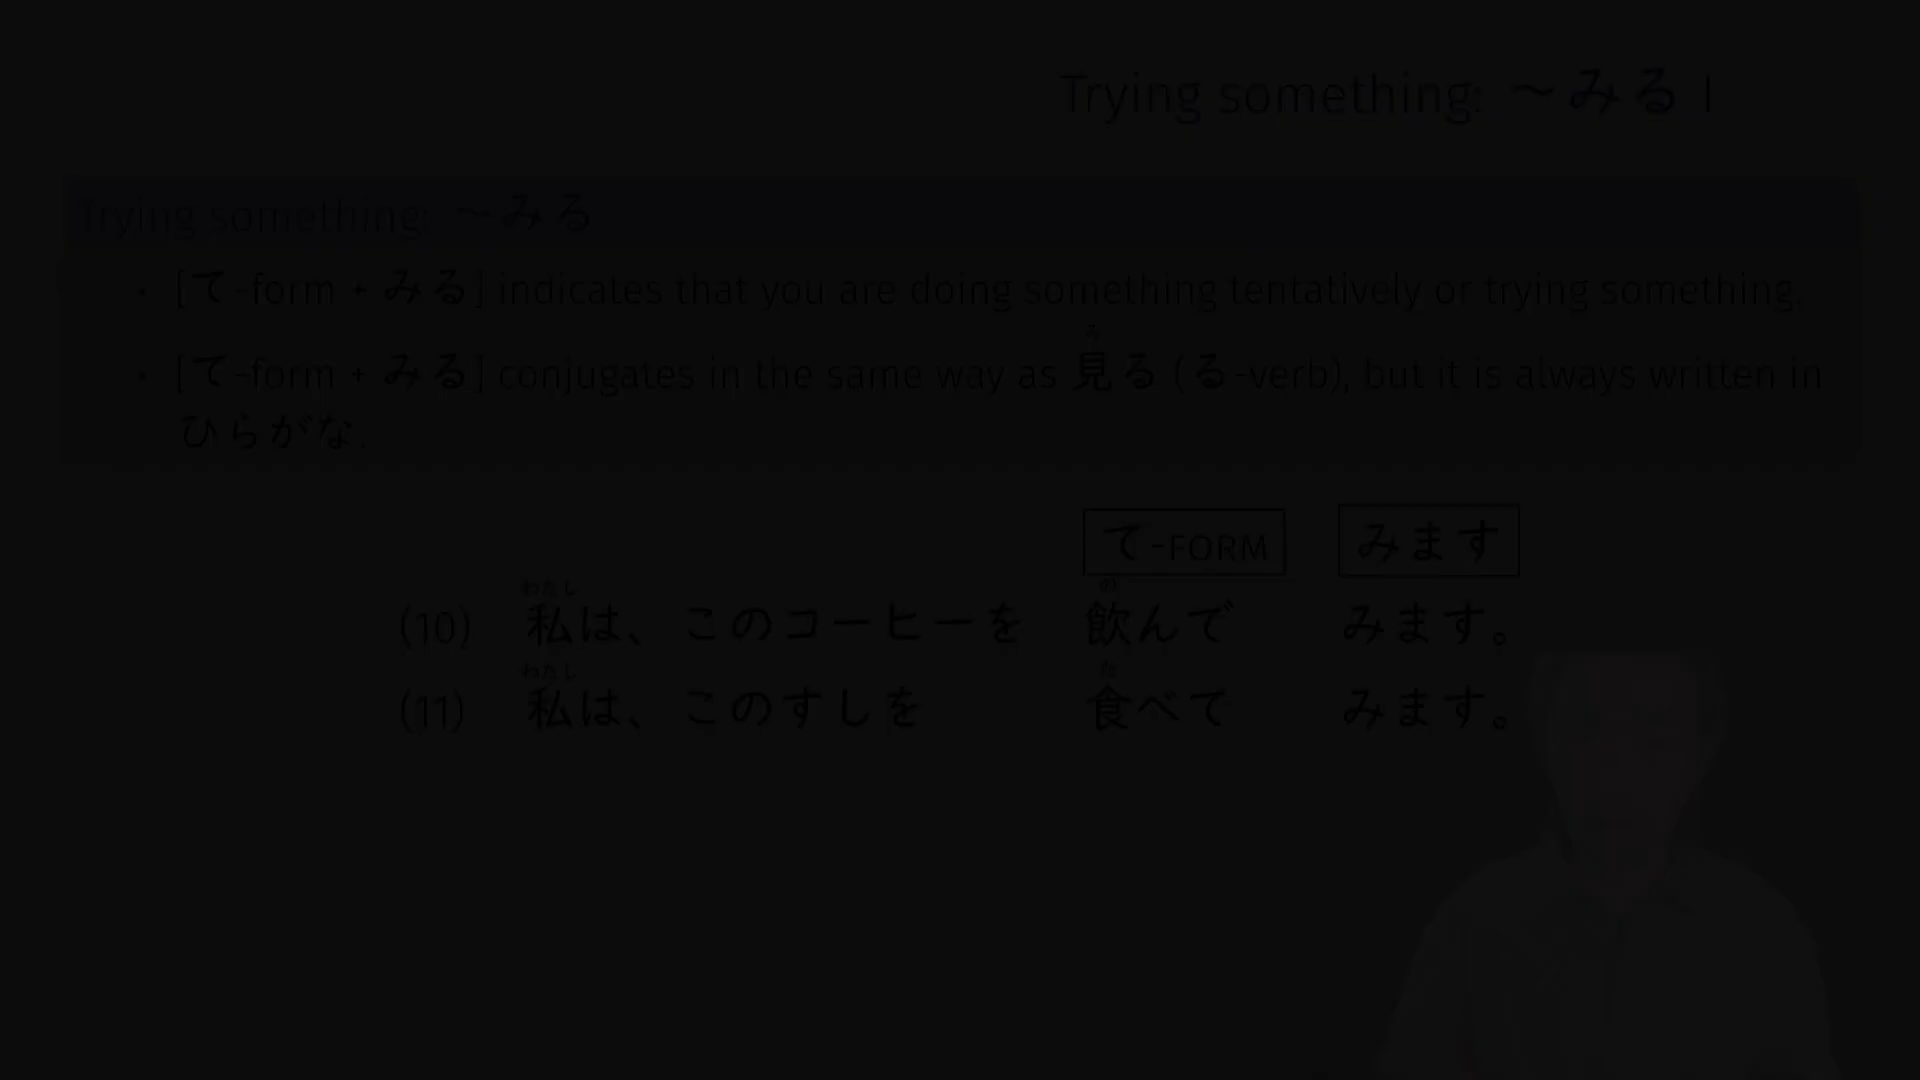 Trying something: 〜みる I
Trying something: 〜みる
• [て-form + みる] indicates that you are doing something tentatively or trying something.
• [て-form + みる] conjugates in the same way as 見る (る-verb), but it is always written in
ひらがな.
て-FORM みます
わたし の
(10) 私は、このコーヒーを 飲んで みます。
わたし
(11) 私は、このすしを 食べて みます。